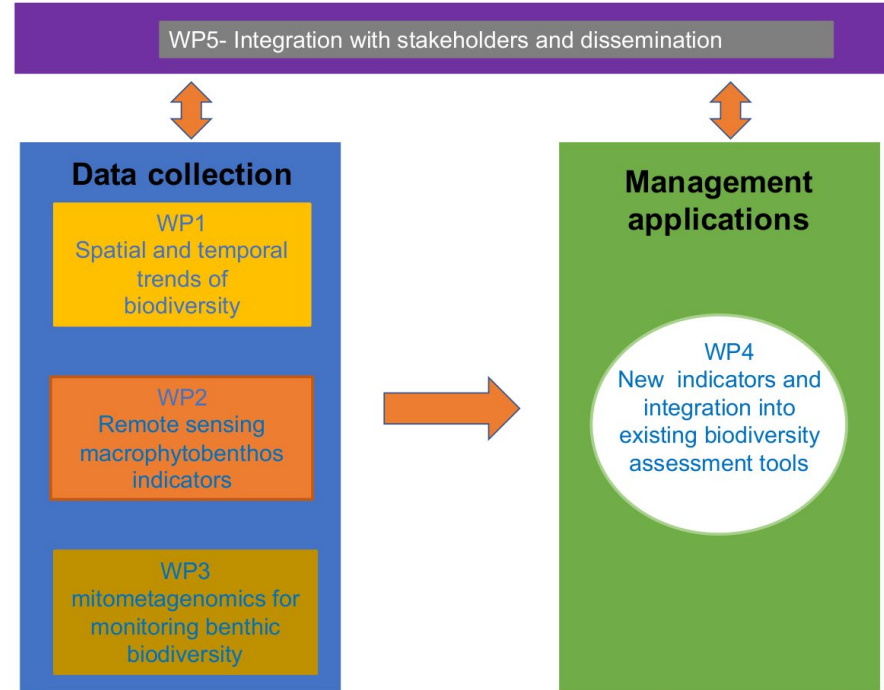 WP5- Integration with stakeholders and dissemination
Data collection
WP1
Spatial and temporal
trends of
biodiversity
WP2
Remote sensing
macrophytobenthos
indicators
WP3
mitometagenomics for
monitoring benthic
biodiversity
Management
applications
WP4
New indicators and
integration into
existing biodiversity
assessment tools